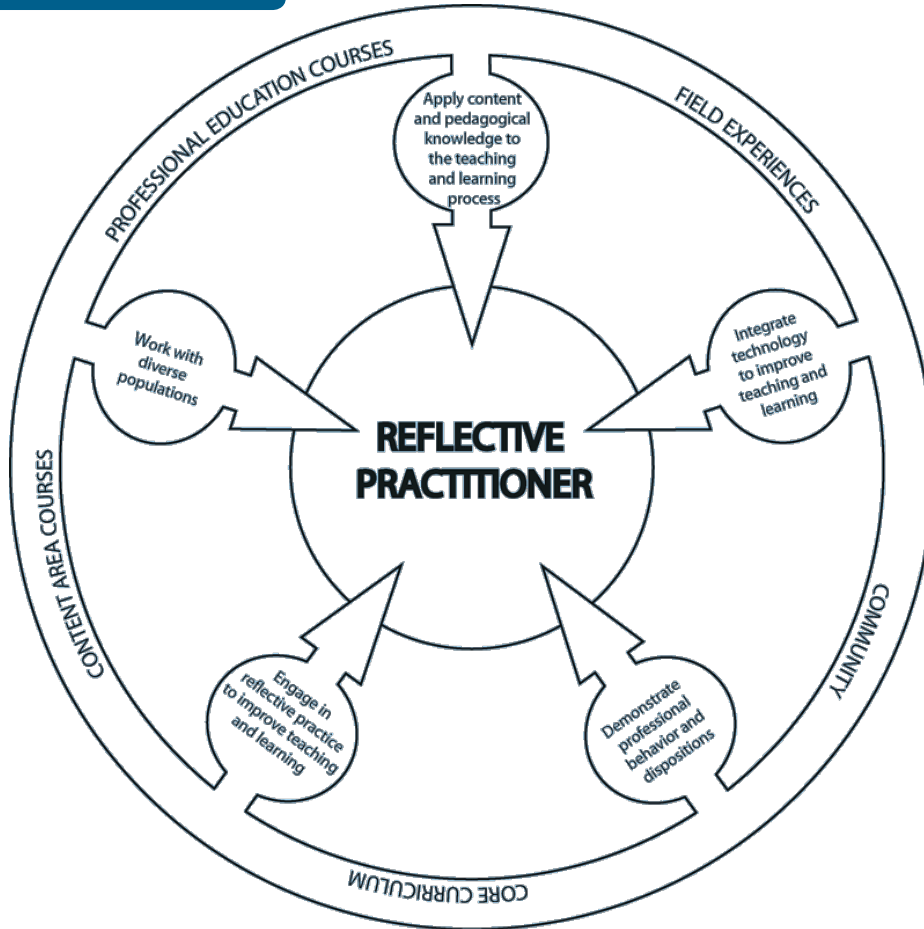 PROFESSIONAL EDUCATION COURSES
FIELD EXPERIENCES
Apply content
and pedagogical
knowledge to
the teaching
and learning
process
Work with
diverse
populations
Integrate
technology
to improve
teaching and
learning
REFLECTIVE
PRACTITIONER
CONTENT AREA COURSES
COMMUNITY
Engage in
reflective practice
to improve teaching
and learning
Demonstrate
professional
behavior and
dispositions
CORE CURRICULUM